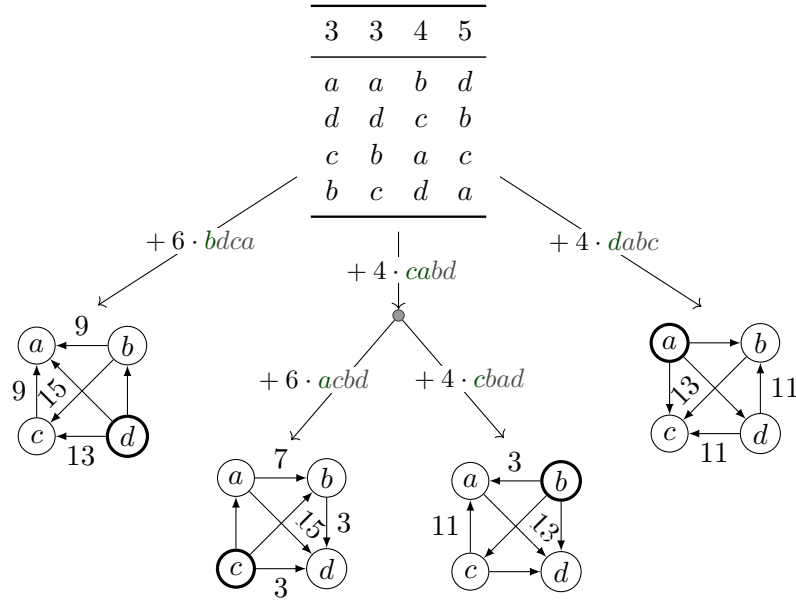 3 3 4 5
a a b d
d d c b
c b a c
b c d a
+ 6 · bdca
+ 4 · cabd
+ 4 · dabc
9
a b
9 15
c d
13
a b
13 11
c d
11
+ 6 · acbd
+ 4 · cbad
7
a b
15 3
c d
3
3
a b
11 13
c d